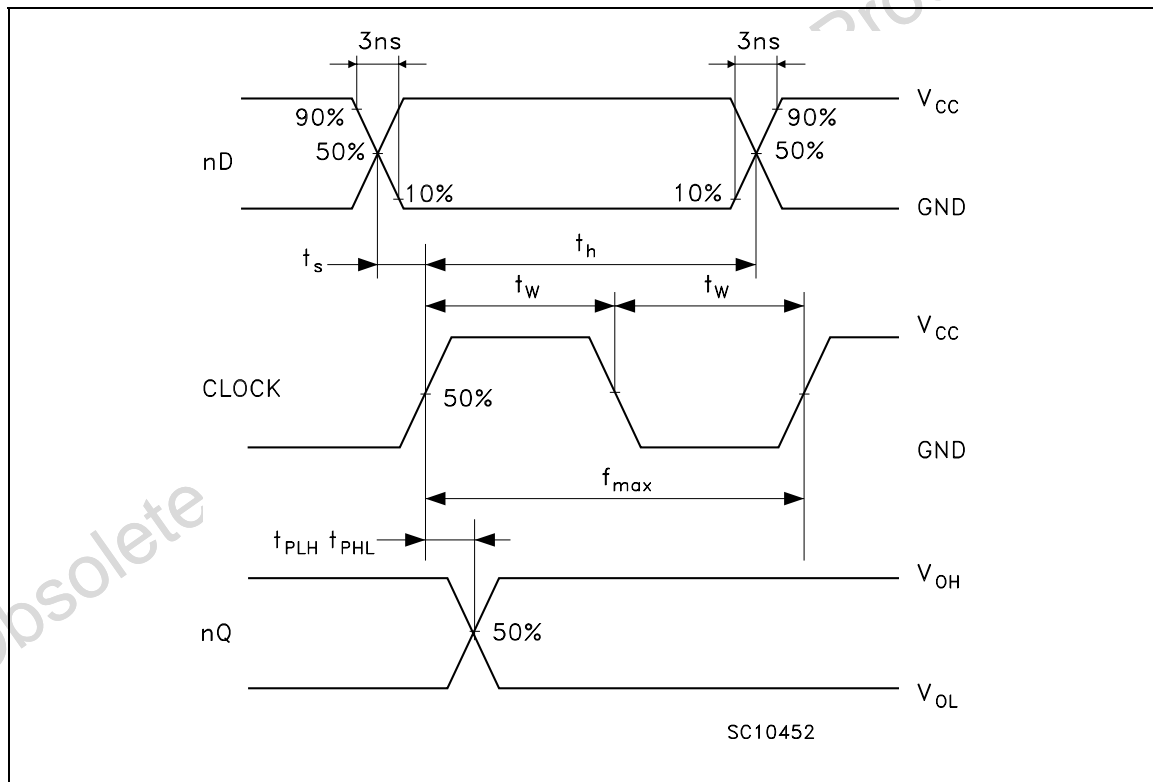 3ns 3ns
V_CC
90% 90%
nD 50% 50%
10% 10%
GND
t_s t_h
t_W t_W
V_CC
CLOCK 50%
GND
f_max
t_PLH t_PHL
V_OH
nQ 50%
V_OL
SC10452